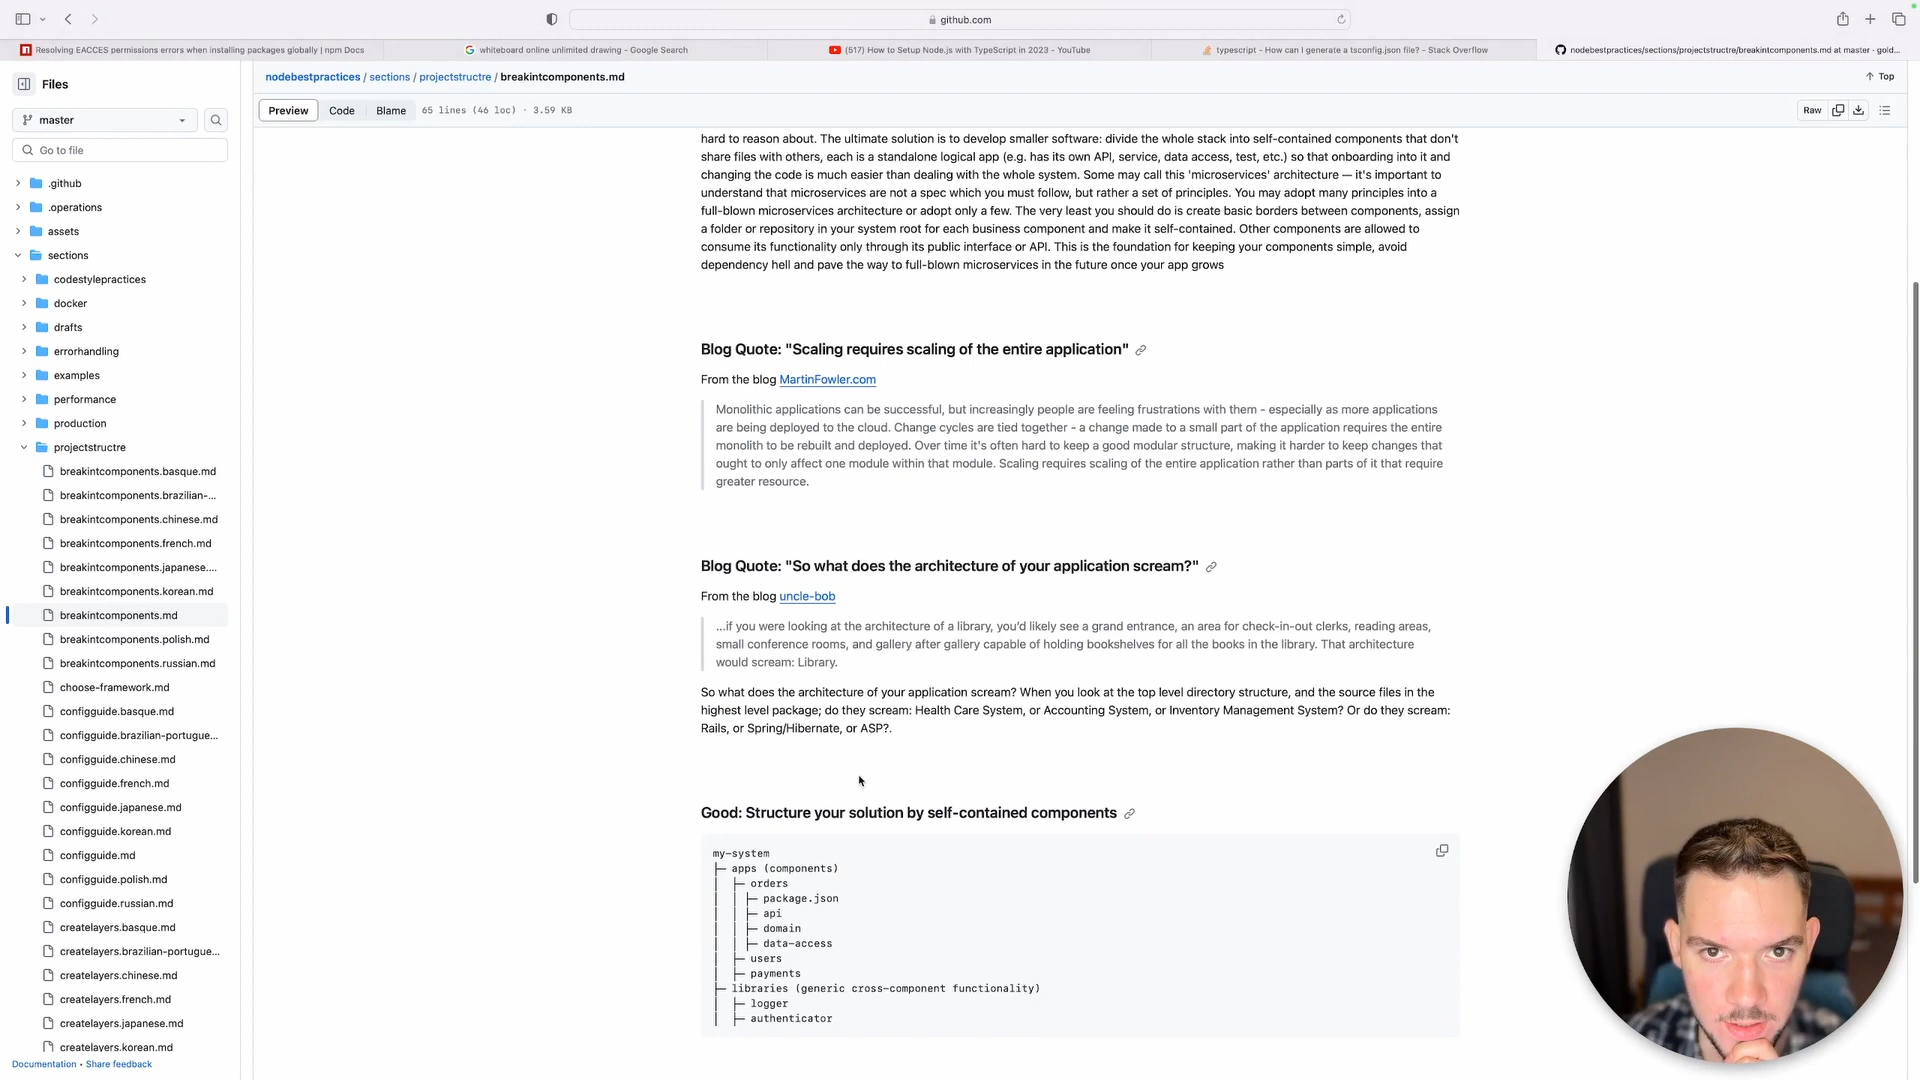 github.com
Resolving EACCES permissions errors when installing packages globally | npm Docs
whiteboard online unlimited drawing - Google Search
(517) How to Setup Node.js with TypeScript in 2023 - YouTube
typescript - How can I generate a tsconfig.json file? - Stack Overflow
nodebestpractices/sections/projectstructre/breakintcomponents.md at master · gold...
Files
master
Go to file
.github
.operations
assets
sections
codestylepractices
docker
drafts
errorhandling
examples
performance
production
projectstructre
breakintcomponents.basque.md
breakintcomponents.brazilian-...
breakintcomponents.chinese.md
breakintcomponents.french.md
breakintcomponents.japanese....
breakintcomponents.korean.md
breakintcomponents.md
breakintcomponents.polish.md
breakintcomponents.russian.md
choose-framework.md
configguide.basque.md
configguide.brazilian-portugue...
configguide.chinese.md
configguide.french.md
configguide.japanese.md
configguide.korean.md
configguide.md
configguide.polish.md
configguide.russian.md
createlayers.basque.md
createlayers.brazilian-portugue...
createlayers.chinese.md
createlayers.french.md
createlayers.japanese.md
createlayers.korean.md
Documentation • Share feedback
nodebestpractices / sections / projectstructre / breakintcomponents.md
Top
Preview Code Blame 65 lines (46 loc) · 3.59 KB
Raw
hard to reason about. The ultimate solution is to develop smaller software: divide the whole stack into self-contained components that don't
share files with others, each is a standalone logical app (e.g. has its own API, service, data access, test, etc.) so that onboarding into it and
changing the code is much easier than dealing with the whole system. Some may call this 'microservices' architecture — it's important to
understand that microservices are not a spec which you must follow, but rather a set of principles. You may adopt many principles into a
full-blown microservices architecture or adopt only a few. The very least you should do is create basic borders between components, assign
a folder or repository in your system root for each business component and make it self-contained. Other components are allowed to
consume its functionality only through its public interface or API. This is the foundation for keeping your components simple, avoid
dependency hell and pave the way to full-blown microservices in the future once your app grows
Blog Quote: "Scaling requires scaling of the entire application"
From the blog MartinFowler.com
Monolithic applications can be successful, but increasingly people are feeling frustrations with them - especially as more applications
are being deployed to the cloud. Change cycles are tied together - a change made to a small part of the application requires the entire
monolith to be rebuilt and deployed. Over time it's often hard to keep a good modular structure, making it harder to keep changes that
ought to only affect one module within that module. Scaling requires scaling of the entire application rather than parts of it that require
greater resource.
Blog Quote: "So what does the architecture of your application scream?"
From the blog uncle-bob
...if you were looking at the architecture of a library, you'd likely see a grand entrance, an area for check-in-out clerks, reading areas,
small conference rooms, and gallery after gallery capable of holding bookshelves for all the books in the library. That architecture
would scream: Library.
So what does the architecture of your application scream? When you look at the top level directory structure, and the source files in the
highest level package; do they scream: Health Care System, or Accounting System, or Inventory Management System? Or do they scream:
Rails, or Spring/Hibernate, or ASP?.
Good: Structure your solution by self-contained components
my-system
├─ apps (components)
│  ├─ orders
│  │  ├─ package.json
│  │  ├─ api
│  │  ├─ domain
│  │  ├─ data-access
│  ├─ users
│  ├─ payments
├─ libraries (generic cross-component functionality)
│  ├─ logger
│  ├─ authenticator